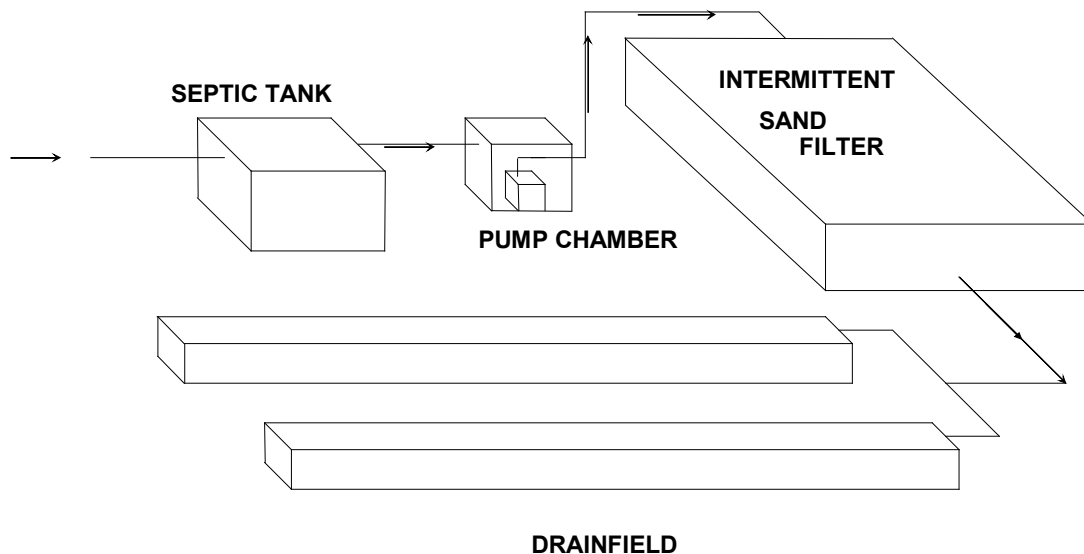 SEPTIC TANK
INTERMITTENT
SAND
FILTER
PUMP CHAMBER
DRAINFIELD